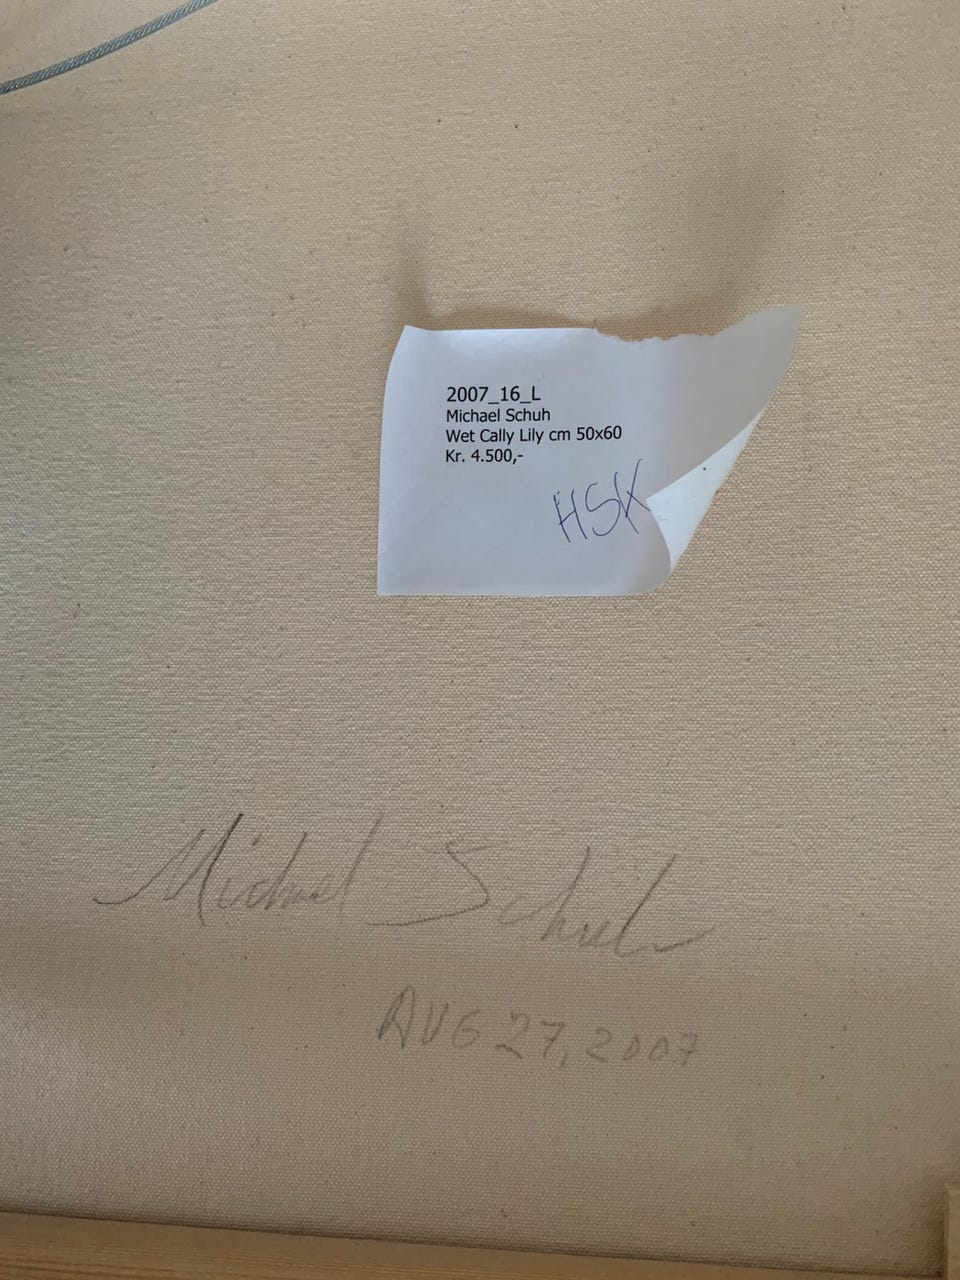 2007_16_L
Michael Schuh
Wet Cally Lily cm 50x60
Kr. 4.500,-
HSK
Michael Schuh
AUG 27, 2007